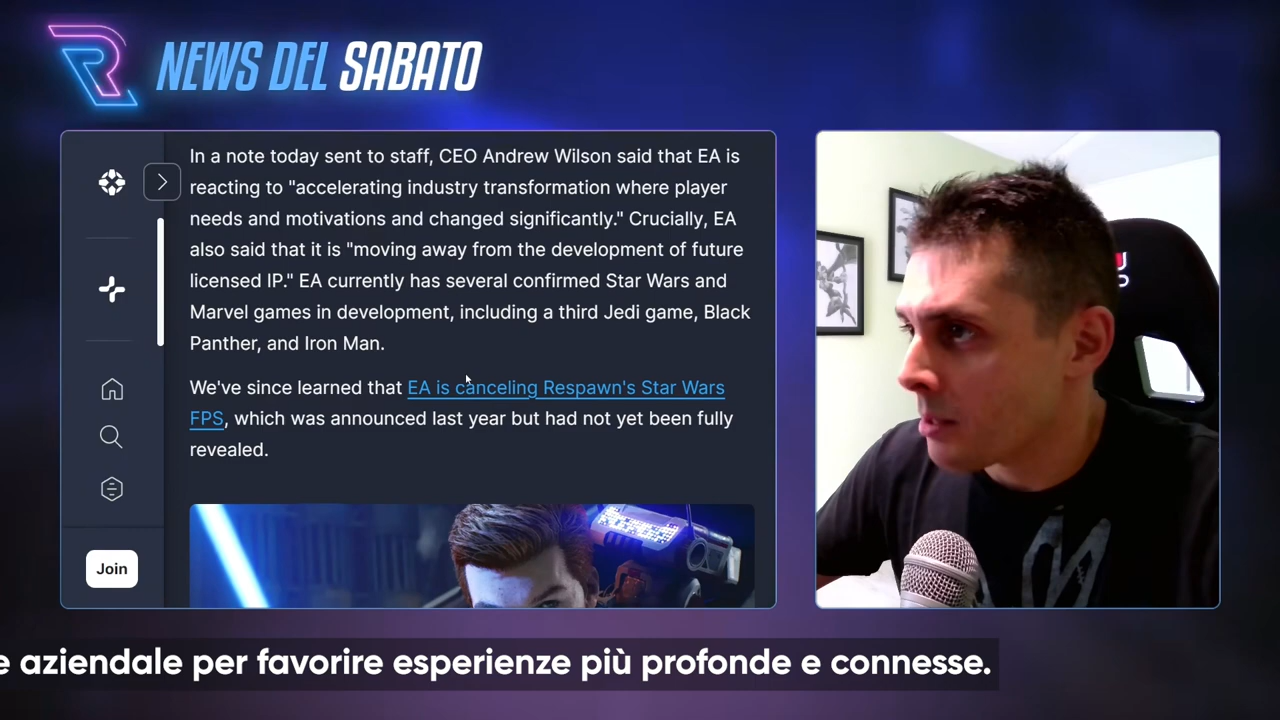 NEWS DEL SABATO
In a note today sent to staff, CEO Andrew Wilson said that EA is
reacting to "accelerating industry transformation where player
needs and motivations and changed significantly." Crucially, EA
also said that it is "moving away from the development of future
licensed IP." EA currently has several confirmed Star Wars and
Marvel games in development, including a third Jedi game, Black
Panther, and Iron Man.
We've since learned that EA is canceling Respawn's Star Wars
FPS, which was announced last year but had not yet been fully
revealed.
Join
e aziendale per favorire esperienze più profonde e connesse.